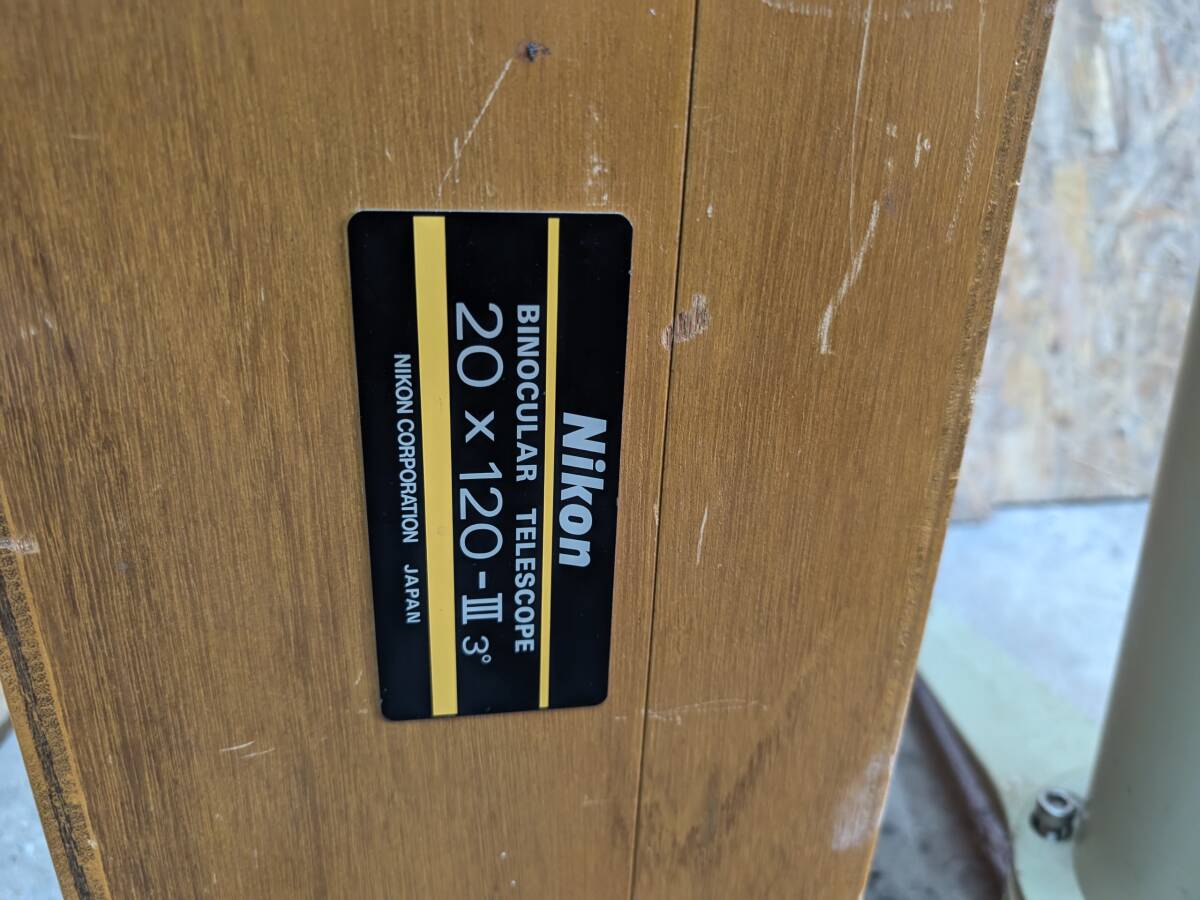 Nikon
BINOCULAR TELESCOPE
20 x 120-III 3°
NIKON CORPORATION JAPAN